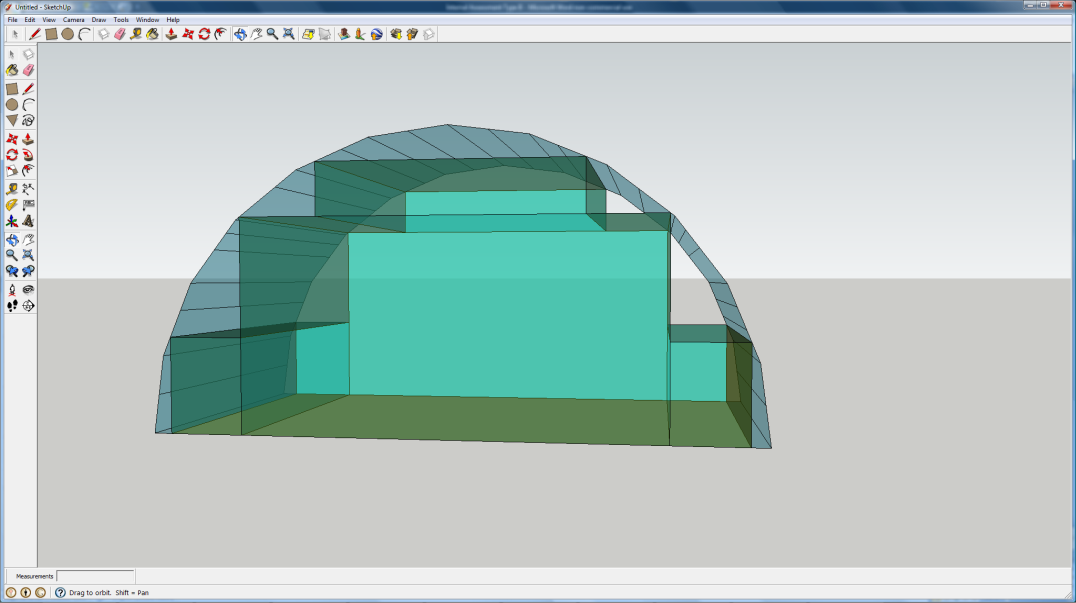 Untitled - SketchUp
File Edit View Camera Draw Tools Window Help
Measurements
Drag to orbit. Shift = Pan